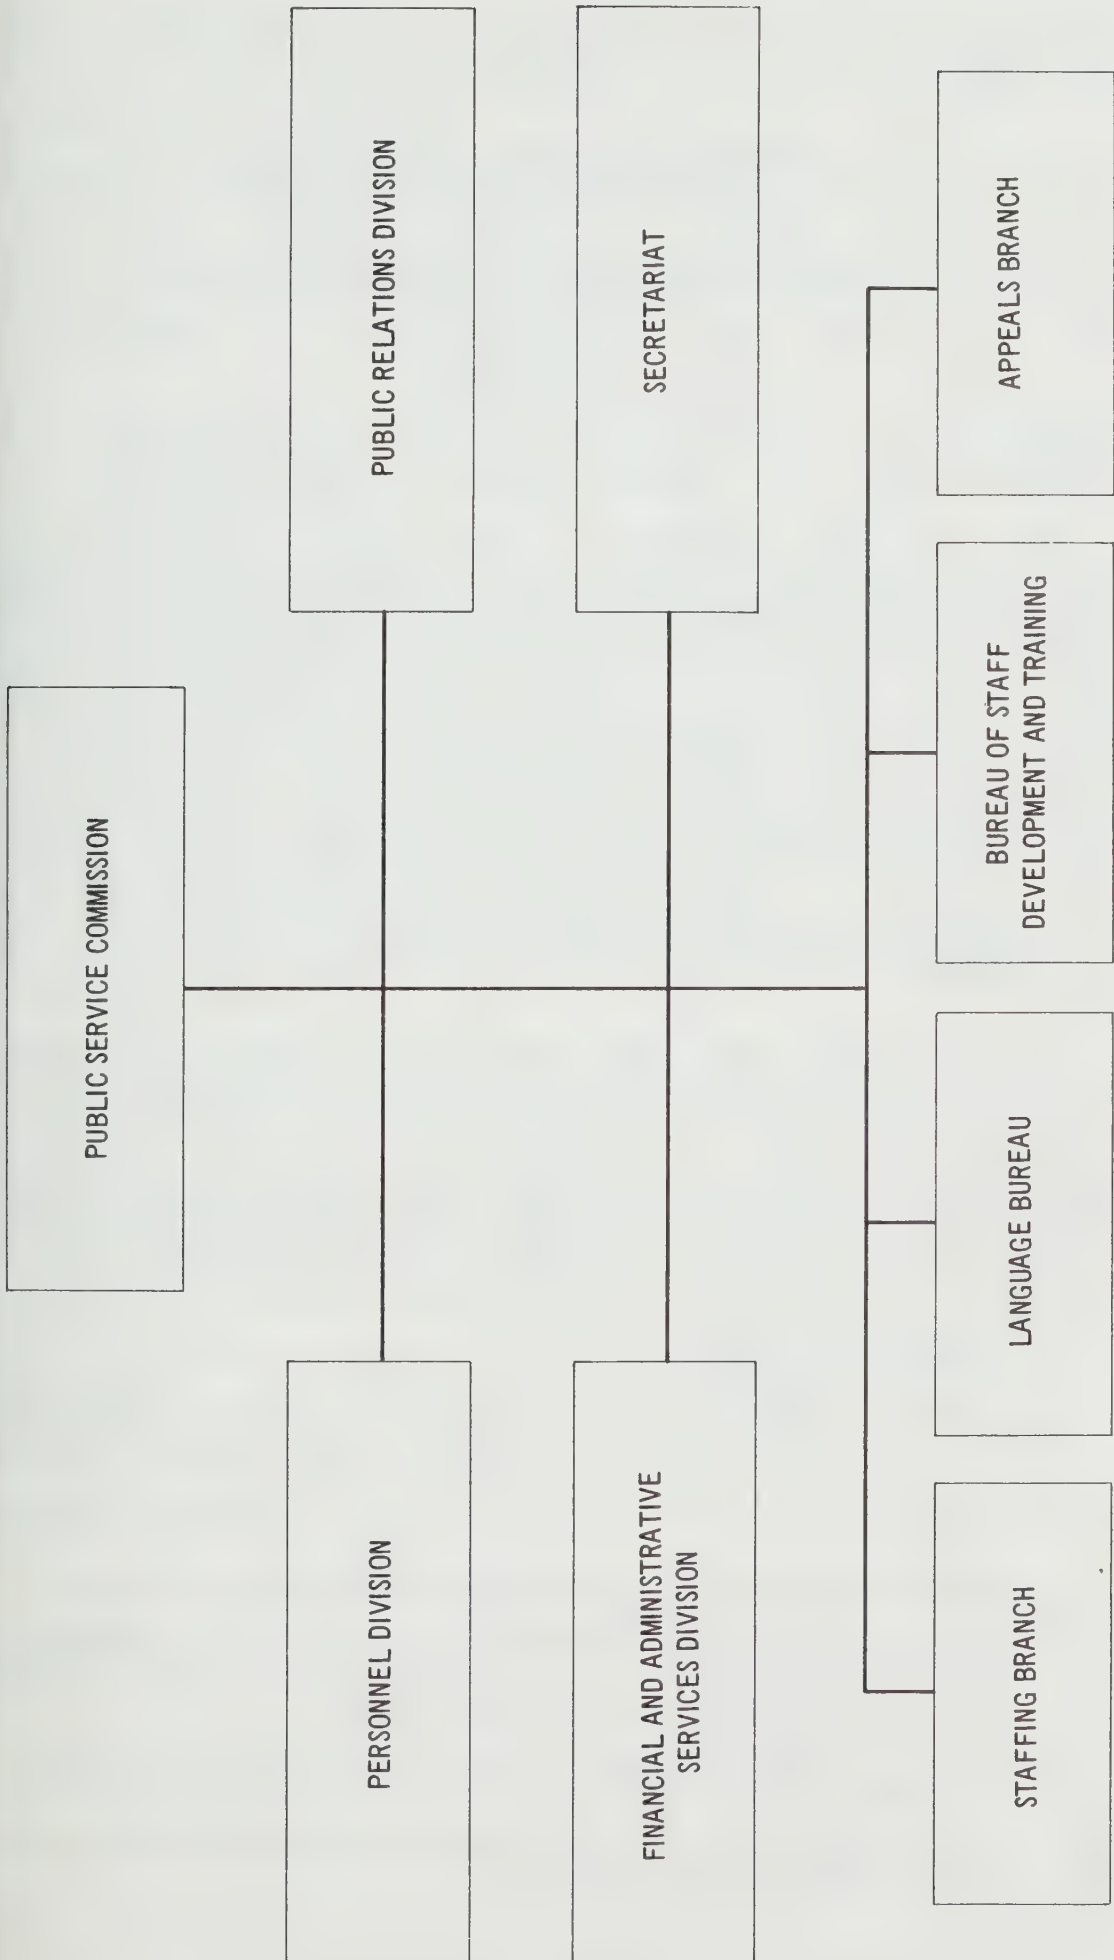 PUBLIC SERVICE COMMISSION
PERSONNEL DIVISION
PUBLIC RELATIONS DIVISION
FINANCIAL AND ADMINISTRATIVE
SERVICES DIVISION
SECRETARIAT
STAFFING BRANCH
LANGUAGE BUREAU
BUREAU OF STAFF
DEVELOPMENT AND TRAINING
APPEALS BRANCH